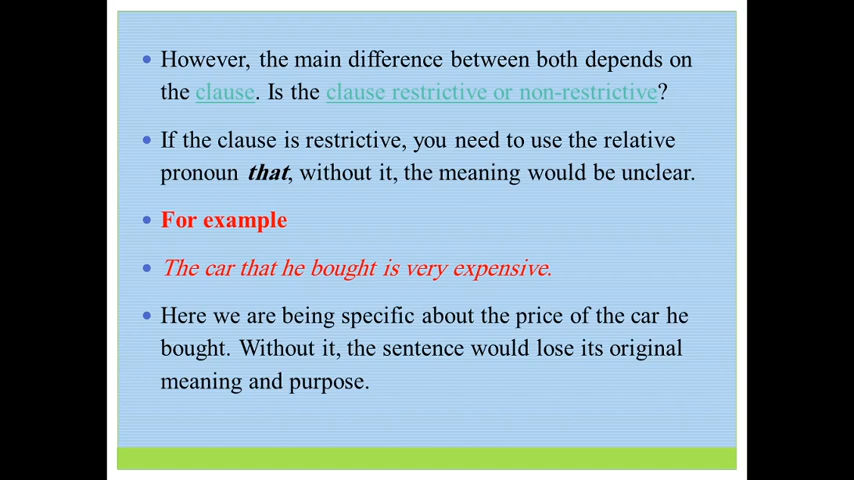 However, the main difference between both depends on
the clause. Is the clause restrictive or non-restrictive?
If the clause is restrictive, you need to use the relative
pronoun that, without it, the meaning would be unclear.
For example
The car that he bought is very expensive.
Here we are being specific about the price of the car he
bought. Without it, the sentence would lose its original
meaning and purpose.